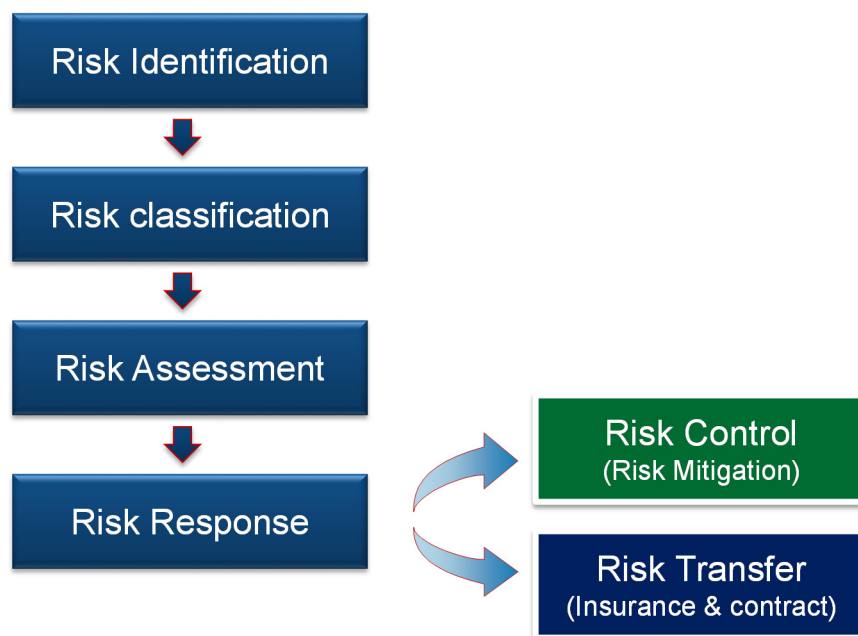 Risk Identification
Risk classification
Risk Assessment
Risk Response
Risk Control
(Risk Mitigation)
Risk Transfer
(Insurance & contract)